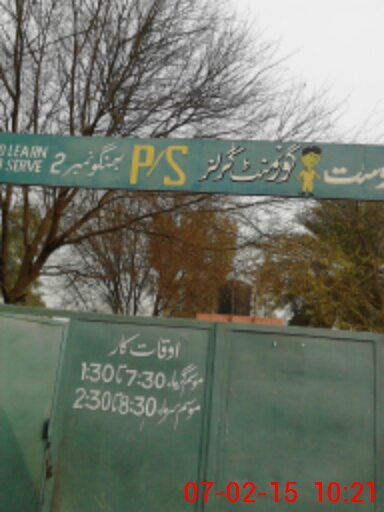 LEARN
SERVE
دوست گورنمنٹ گرلز P/S بھنگو نمبر 2
اوقات کار
موسم گرما 7:30 تا 1:30
موسم سرما 8:30 تا 2:30
07-02-15 10:21